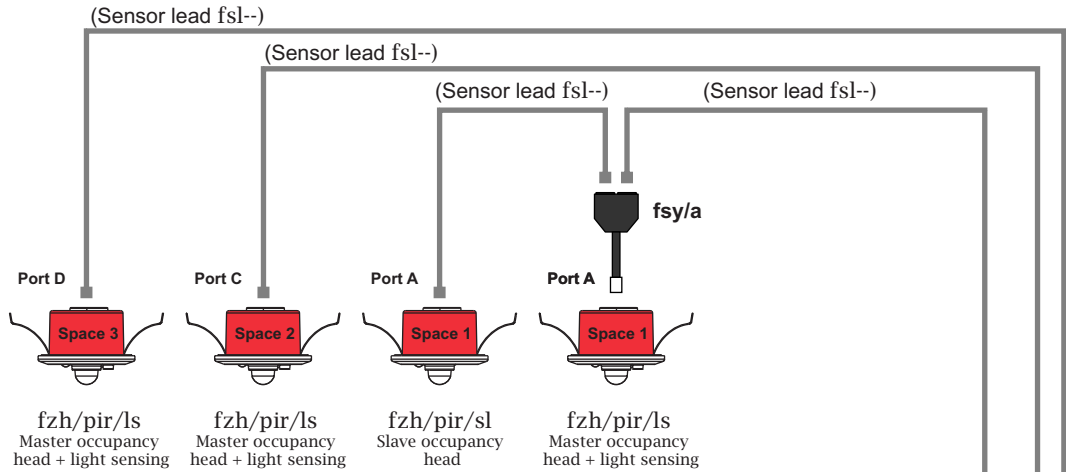 (Sensor lead fsl--)
(Sensor lead fsl--)
(Sensor lead fsl--)
(Sensor lead fsl--)
fsy/a
Port D
Port C
Port A
Port A
Space 3
Space 2
Space 1
Space 1
fzh/pir/ls
Master occupancy
head + light sensing
fzh/pir/ls
Master occupancy
head + light sensing
fzh/pir/sl
Slave occupancy
head
fzh/pir/ls
Master occupancy
head + light sensing